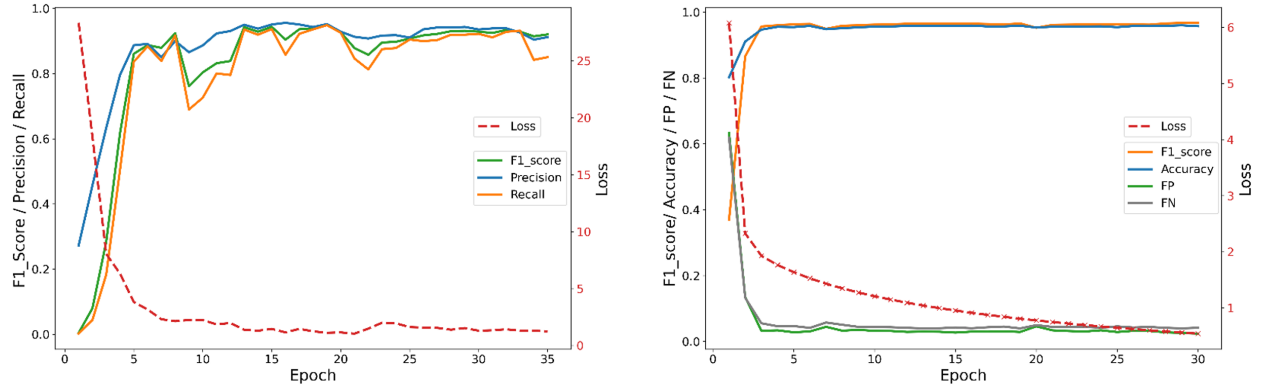 1.0
0.8
0.6
0.4
0.2
0.0
F1_Score / Precision / Recall
0 5 10 15 20 25 30 35
Epoch
25
20
15
10
5
0
Loss
Loss
F1_score
Precision
Recall
1.0
0.8
0.6
0.4
0.2
0.0
F1_score/ Accuracy / FP / FN
0 5 10 15 20 25 30
Epoch
6
5
4
3
2
1
Loss
Loss
F1_score
Accuracy
FP
FN